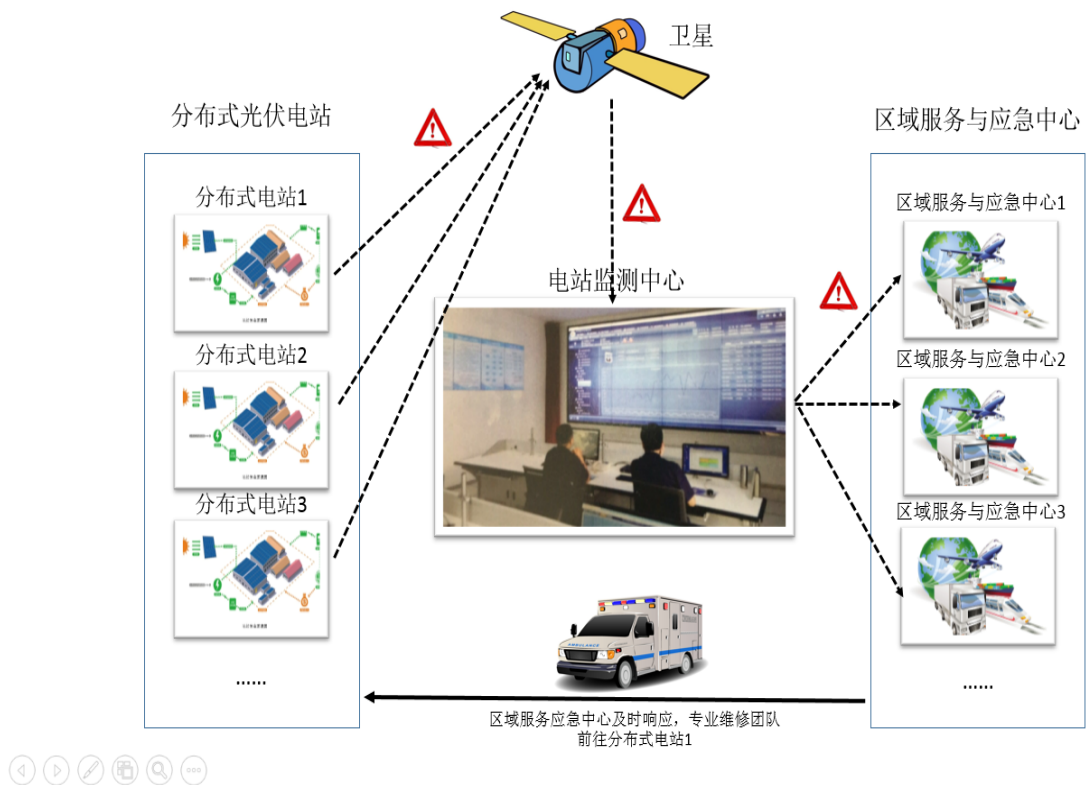 卫星
分布式光伏电站
区域服务与应急中心
分布式电站1
区域服务与应急中心1
电站监测中心
分布式电站2
区域服务与应急中心2
分布式电站3
区域服务与应急中心3
......
......
区域服务应急中心及时响应，专业维修团队
前往分布式电站1